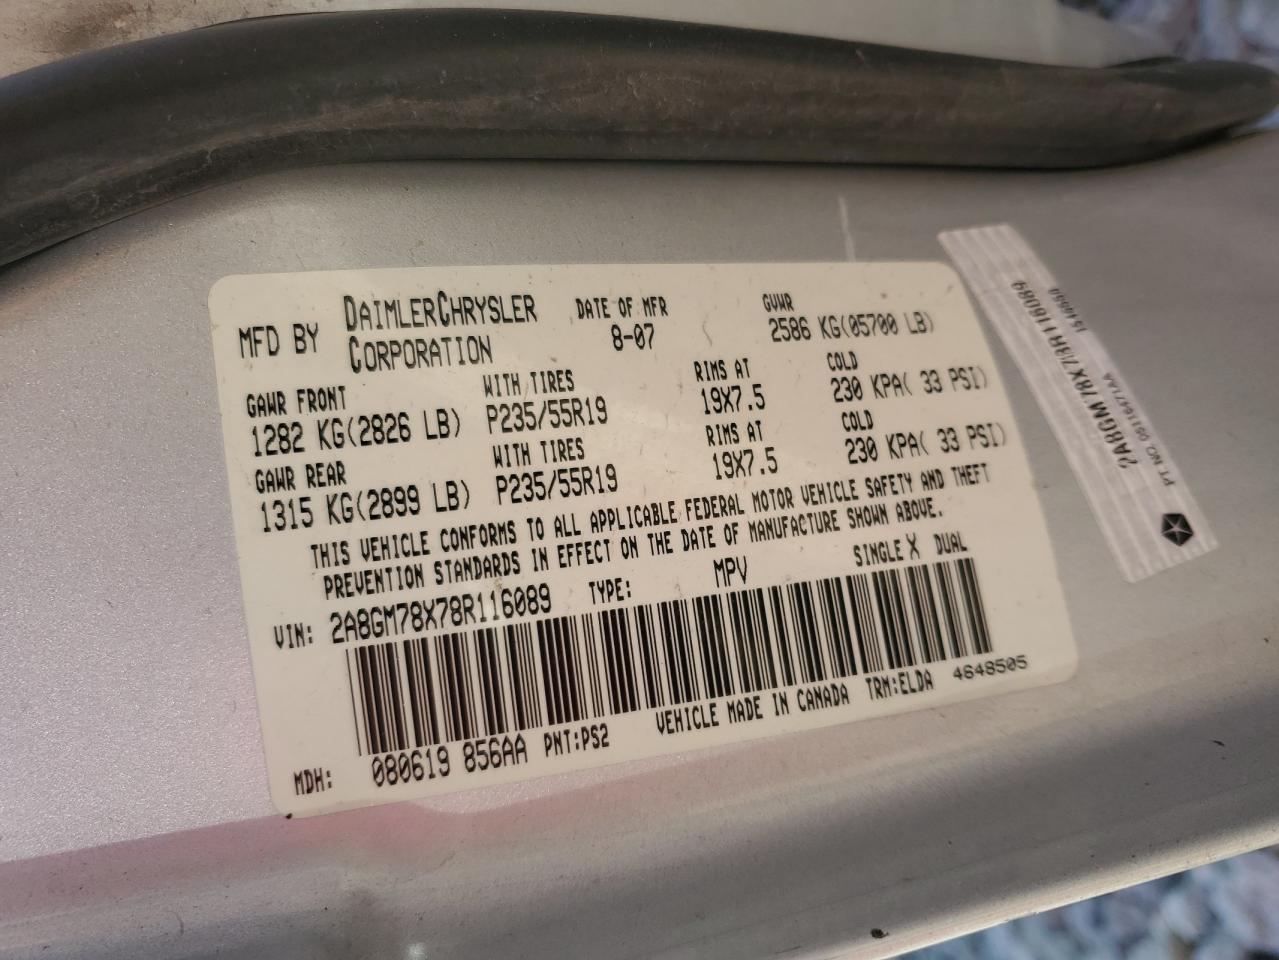 MFD BY DAIMLERCHRYSLER CORPORATION
DATE OF MFR 8-07
GVWR 2586 KG(05700 LB)
GAWR FRONT WITH TIRES RIMS AT COLD
1282 KG(2826 LB) P235/55R19 19X7.5 230 KPA( 33 PSI)
GAWR REAR WITH TIRES RIMS AT COLD
1315 KG(2899 LB) P235/55R19 19X7.5 230 KPA( 33 PSI)
THIS VEHICLE CONFORMS TO ALL APPLICABLE FEDERAL MOTOR VEHICLE SAFETY AND THEFT
PREVENTION STANDARDS IN EFFECT ON THE DATE OF MANUFACTURE SHOWN ABOVE.
VIN: 2A8GM78X78R116089 TYPE: MPV SINGLE X DUAL
MDH: 080619 856AA PNT:PS2 VEHICLE MADE IN CANADA TRM:ELDA 4648505
PT NO.